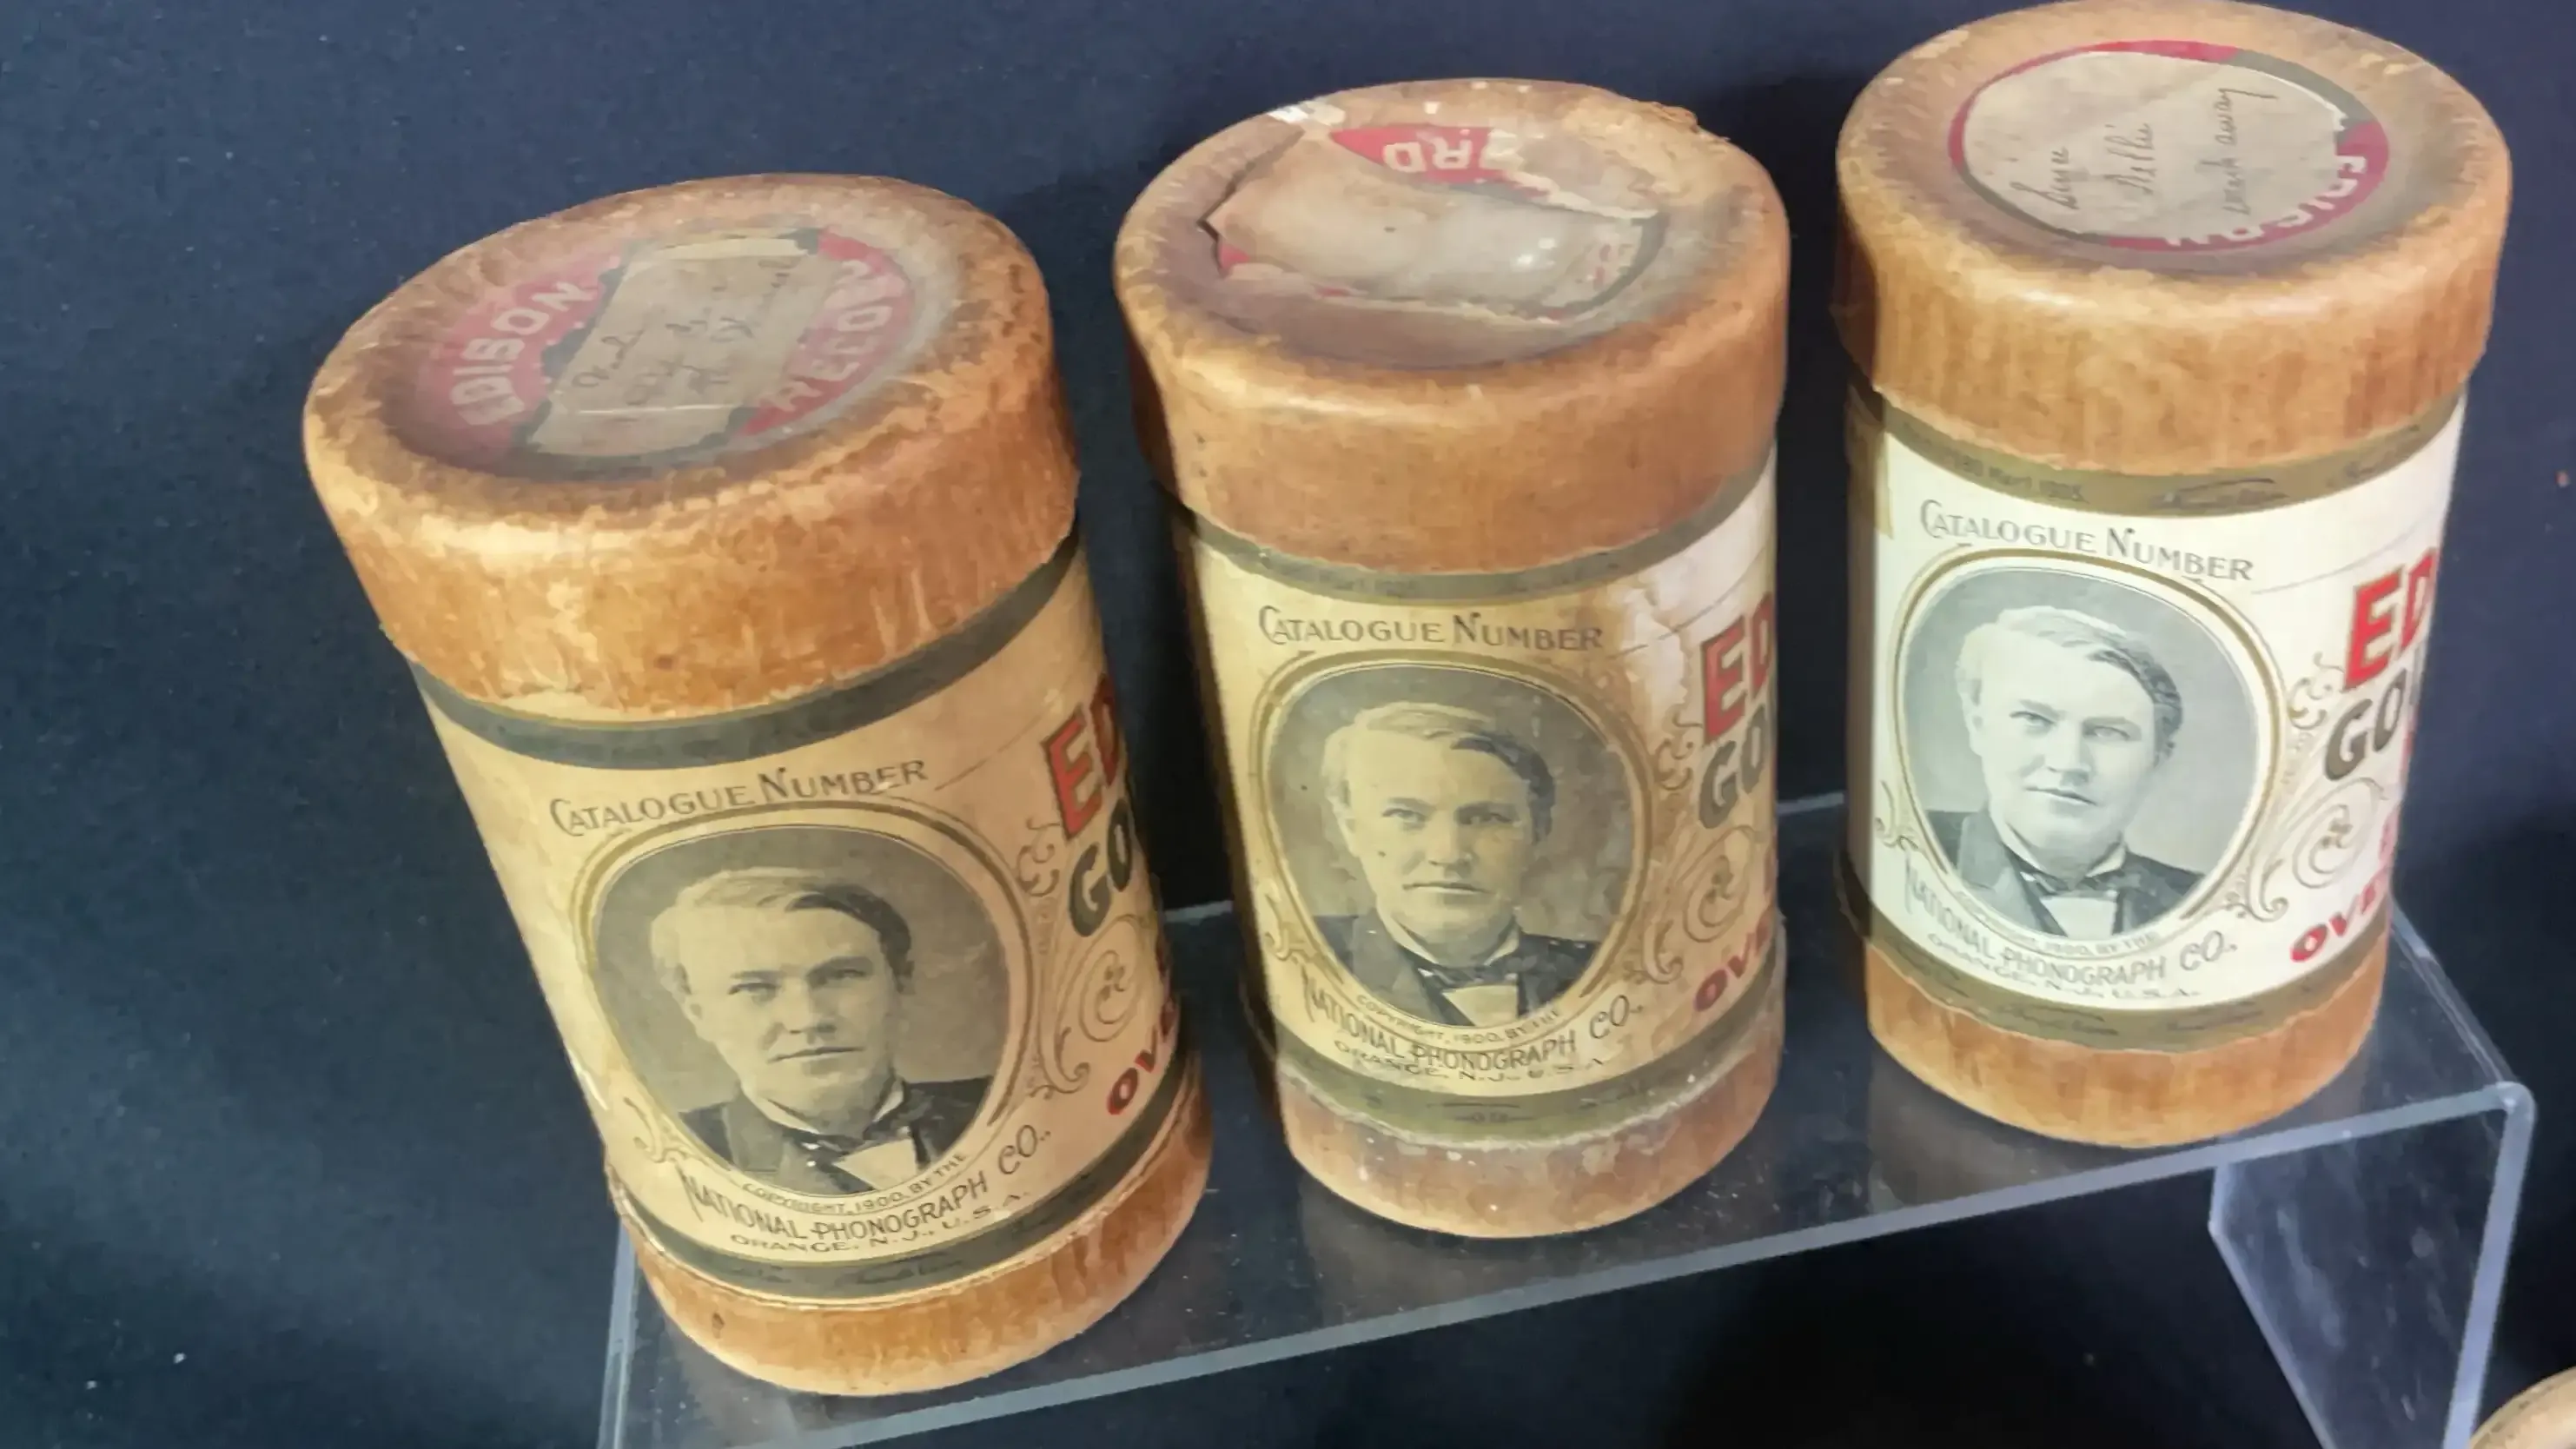 EDISON
RECORD
CATALOGUE NUMBER
ED
GO
OVE
COPYRIGHT, 1900, BY THE
NATIONAL PHONOGRAPH CO.,
ORANGE, N.J., U.S.A.
RD
CATALOGUE NUMBER
ED
GO
OVE
COPYRIGHT, 1900, BY THE
NATIONAL PHONOGRAPH CO.,
ORANGE, N.J., U.S.A.
EDISON
away
CATALOGUE NUMBER
ED
GO
OVE
COPYRIGHT, 1900, BY THE
NATIONAL PHONOGRAPH CO.,
ORANGE, N.J., U.S.A.